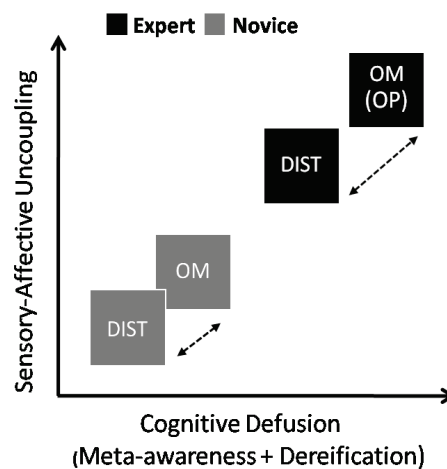 Expert Novice
OM
(OP)
DIST
OM
DIST
Sensory-Affective Uncoupling
Cognitive Defusion
(Meta-awareness + Dereification)